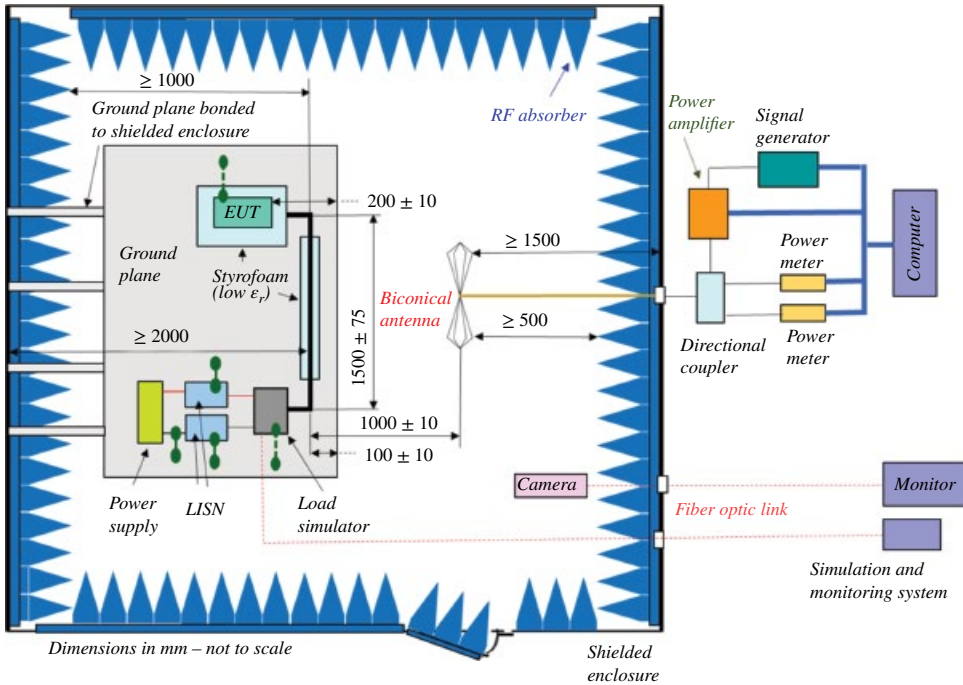 ≥ 1000
Ground plane bonded
to shielded enclosure
RF absorber
Power
amplifier
Signal
generator
EUT
200 ± 10
Ground
plane
Styrofoam
(low εr)
≥ 1500
Biconical
antenna
≥ 500
Power
meter
Computer
≥ 2000
1500 ± 75
Directional
coupler
Power
meter
1000 ± 10
100 ± 10
Power
supply
LISN
Load
simulator
Camera
Fiber optic link
Monitor
Simulation and
monitoring system
Dimensions in mm – not to scale
Shielded
enclosure